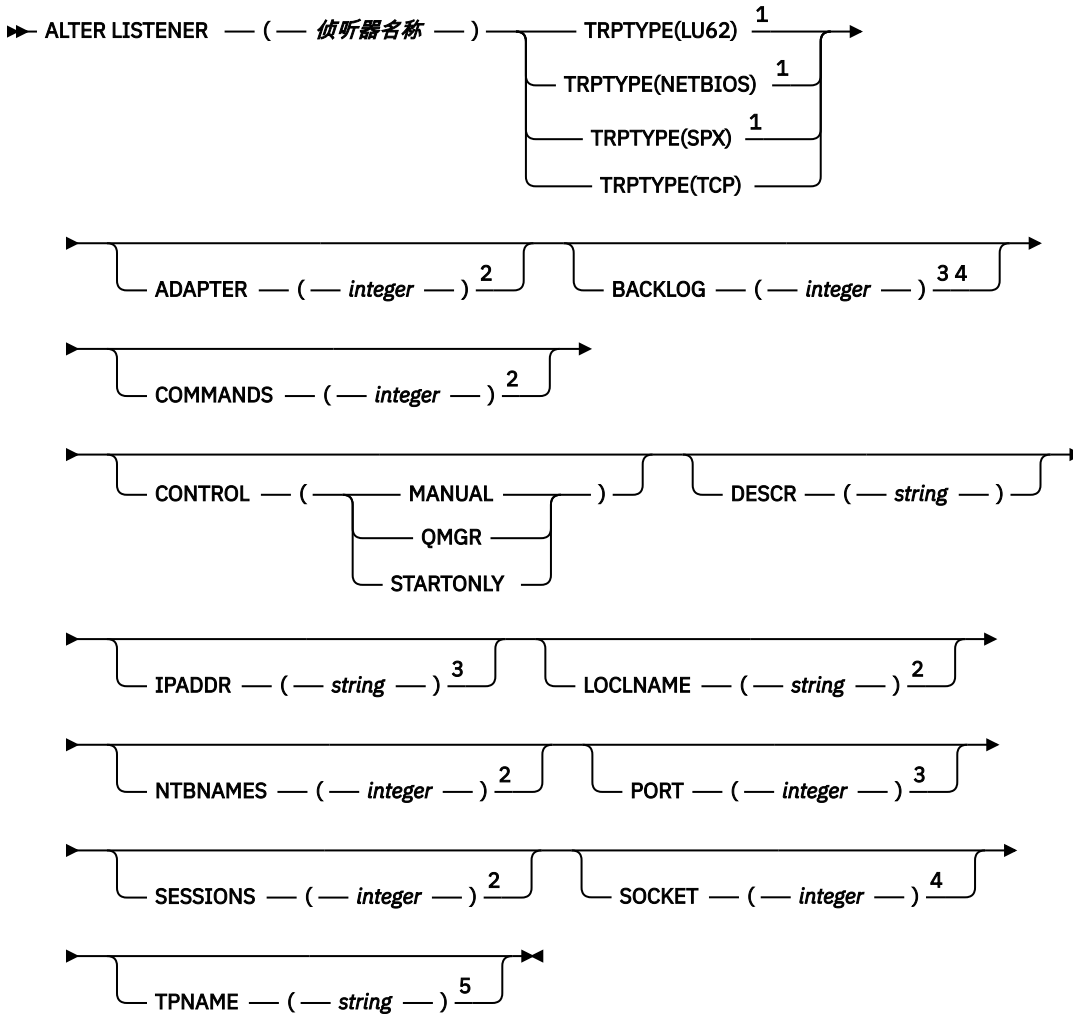 ALTER LISTENER ( 侦听器名称 ) TRPTYPE(LU62) 1
TRPTYPE(NETBIOS) 1
TRPTYPE(SPX) 1
TRPTYPE(TCP)
ADAPTER ( integer ) 2 BACKLOG ( integer ) 3 4
COMMANDS ( integer ) 2
CONTROL ( MANUAL ) DESCR ( string )
QMGR
STARTONLY
IPADDR ( string ) 3 LOCLNAME ( string ) 2
NTBNAMES ( integer ) 2 PORT ( integer ) 3
SESSIONS ( integer ) 2 SOCKET ( integer ) 4
TPNAME ( string ) 5